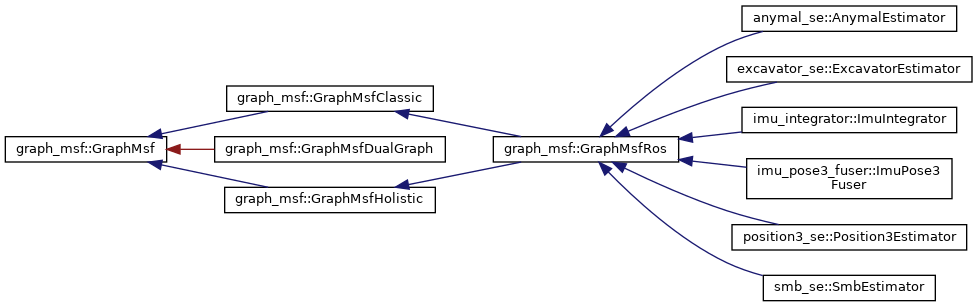 graph_msf::GraphMsf
graph_msf::GraphMsfClassic
graph_msf::GraphMsfDualGraph
graph_msf::GraphMsfHolistic
graph_msf::GraphMsfRos
anymal_se::AnymalEstimator
excavator_se::ExcavatorEstimator
imu_integrator::ImuIntegrator
imu_pose3_fuser::ImuPose3
Fuser
position3_se::Position3Estimator
smb_se::SmbEstimator